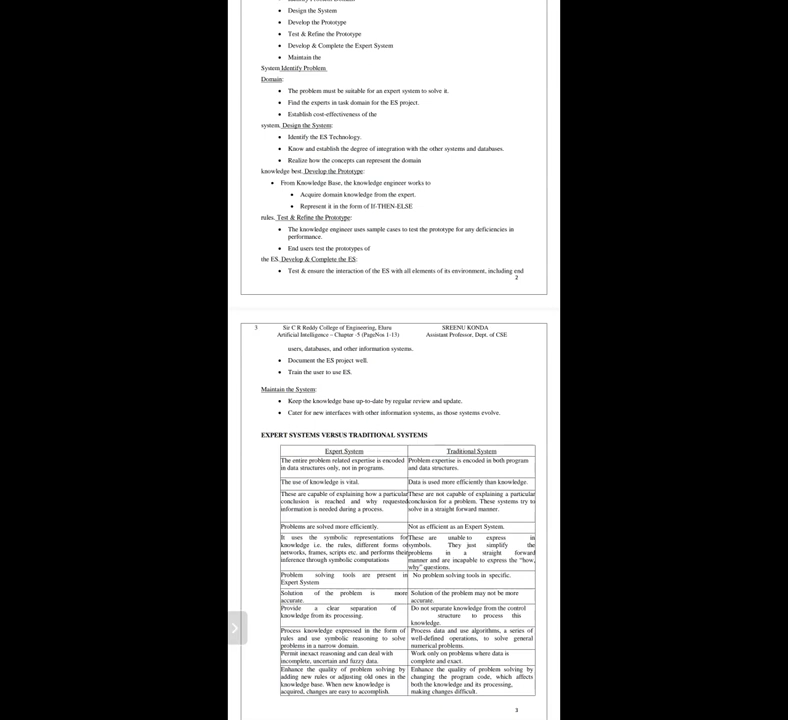 Design the System
Develop the Prototype
Test & Refine the Prototype
Develop & Complete the Expert System
Maintain the
System Identify Problem
Domain:
The problem must be suitable for an expert system to solve it.
Find the experts in task domain for the ES project.
Establish cost-effectiveness of the
system. Design the System:
Identify the ES Technology.
Know and establish the degree of integration with the other systems and databases.
Realize how the concepts can represent the domain
knowledge best. Develop the Prototype:
From Knowledge Base, the knowledge engineer works to
Acquire domain knowledge from the expert.
Represent it in the form of If-THEN-ELSE
rules. Test & Refine the Prototype:
The knowledge engineer uses sample cases to test the prototype for any deficiencies in
performance.
End users test the prototypes of
the ES. Develop & Complete the ES:
Test & ensure the interaction of the ES with all elements of its environment, including end
2
3 Sir C R Reddy College of Engineering, Eluru SREENU KONDA
Artificial Intelligence – Chapter -5 (PageNos 1-13) Assistant Professor, Dept. of CSE
users, databases, and other information systems.
Document the ES project well.
Train the user to use ES.
Maintain the System:
Keep the knowledge base up-to-date by regular review and update.
Cater for new interfaces with other information systems, as those systems evolve.
EXPERT SYSTEMS VERSUS TRADITIONAL SYSTEMS
Expert System Traditional System
The entire problem related expertise is encoded Problem expertise is encoded in both program
in data structures only, not in programs. and data structures.
The use of knowledge is vital. Data is used more efficiently than knowledge.
These are capable of explaining how a particular These are not capable of explaining a particular
conclusion is reached and why requested conclusion for a problem. These systems try to
information is needed during a process. solve in a straight forward manner.
Problems are solved more efficiently. Not as efficient as an Expert System.
It uses the symbolic representations for These are unable to express in
knowledge i.e. the rules, different forms of symbols. They just simplify the
networks, frames, scripts etc. and performs their problems in a straight forward
inference through symbolic computations manner and are incapable to express the "how,
why" questions.
Problem solving tools are present in No problem solving tools in specific.
Expert System
Solution of the problem is more Solution of the problem may not be more
accurate. accurate.
Provide a clear separation of Do not separate knowledge from the control
knowledge from its processing. structure to process this
knowledge.
Process knowledge expressed in the form of Process data and use algorithms, a series of
rules and use symbolic reasoning to solve well-defined operations, to solve general
problems in a narrow domain. numerical problems.
Permit inexact reasoning and can deal with Work only on problems where data is
incomplete, uncertain and fuzzy data. complete and exact.
Enhance the quality of problem solving by Enhance the quality of problem solving by
adding new rules or adjusting old ones in the changing the program code, which affects
knowledge base. When new knowledge is both the knowledge and its processing,
acquired, changes are easy to accomplish. making changes difficult.
3